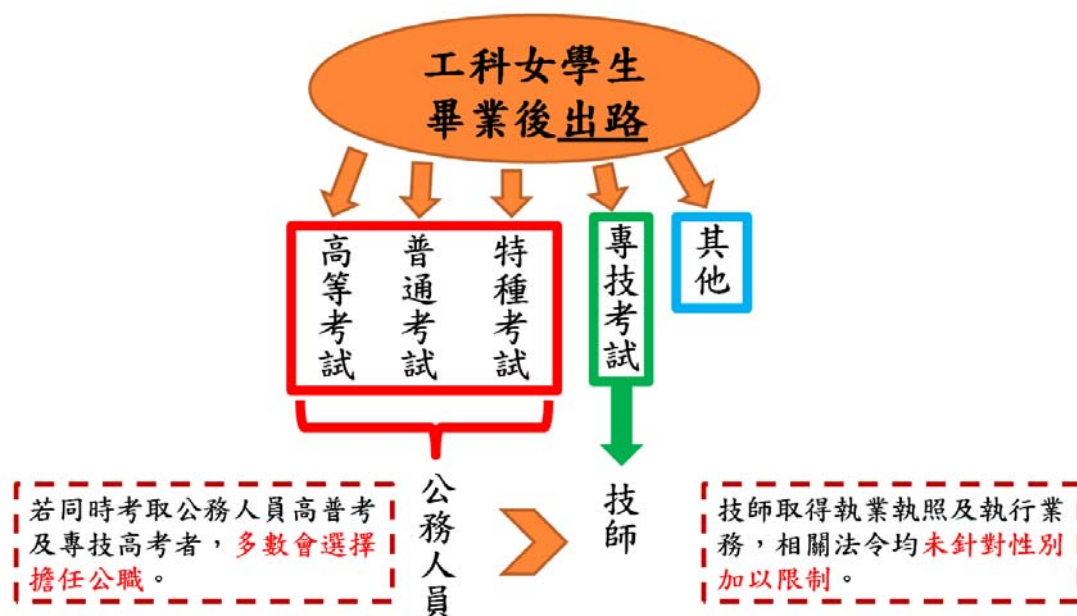 工科女學生
畢業後出路
高等考試
普通考試
特種考試
專技考試
其他
公務人員
技師
若同時考取公務人員高普考
及專技高考者，多數會選擇
擔任公職。
技師取得執業執照及執行業
務，相關法令均未針對性別
加以限制。